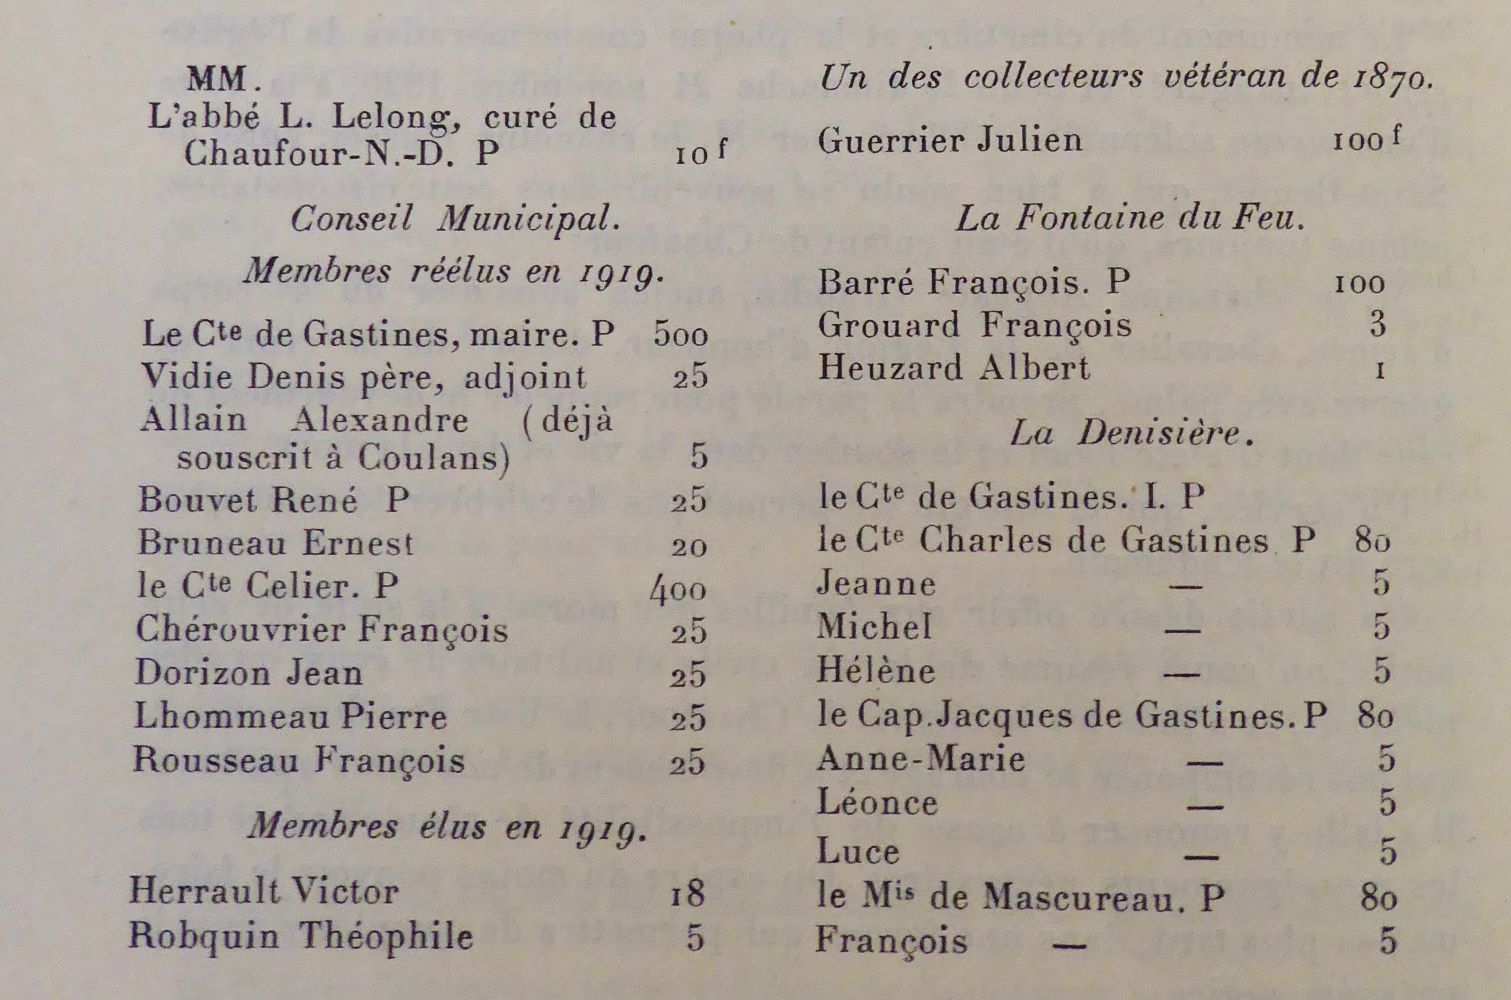 MM.
L'abbé L. Lelong, curé de
Chaufour-N.-D. P 10 f
Conseil Municipal.
Membres réélus en 1919.
Le Cte de Gastines, maire. P 500
Vidie Denis père, adjoint 25
Allain Alexandre (déjà
souscrit à Coulans) 5
Bouvet René P 25
Bruneau Ernest 20
le Cte Celier. P 400
Chérouvrier François 25
Dorizon Jean 25
Lhommeau Pierre 25
Rousseau François 25
Membres élus en 1919.
Herrault Victor 18
Robquin Théophile 5
Un des collecteurs vétéran de 1870.
Guerrier Julien 100 f
La Fontaine du Feu.
Barré François. P 100
Grouard François 3
Heuzard Albert 1
La Denisière.
le Cte de Gastines. I. P
le Cte Charles de Gastines P 80
Jeanne — 5
Michel — 5
Hélène — 5
le Cap. Jacques de Gastines. P 80
Anne-Marie — 5
Léonce — 5
Luce — 5
le Mis de Mascureau. P 80
François — 5